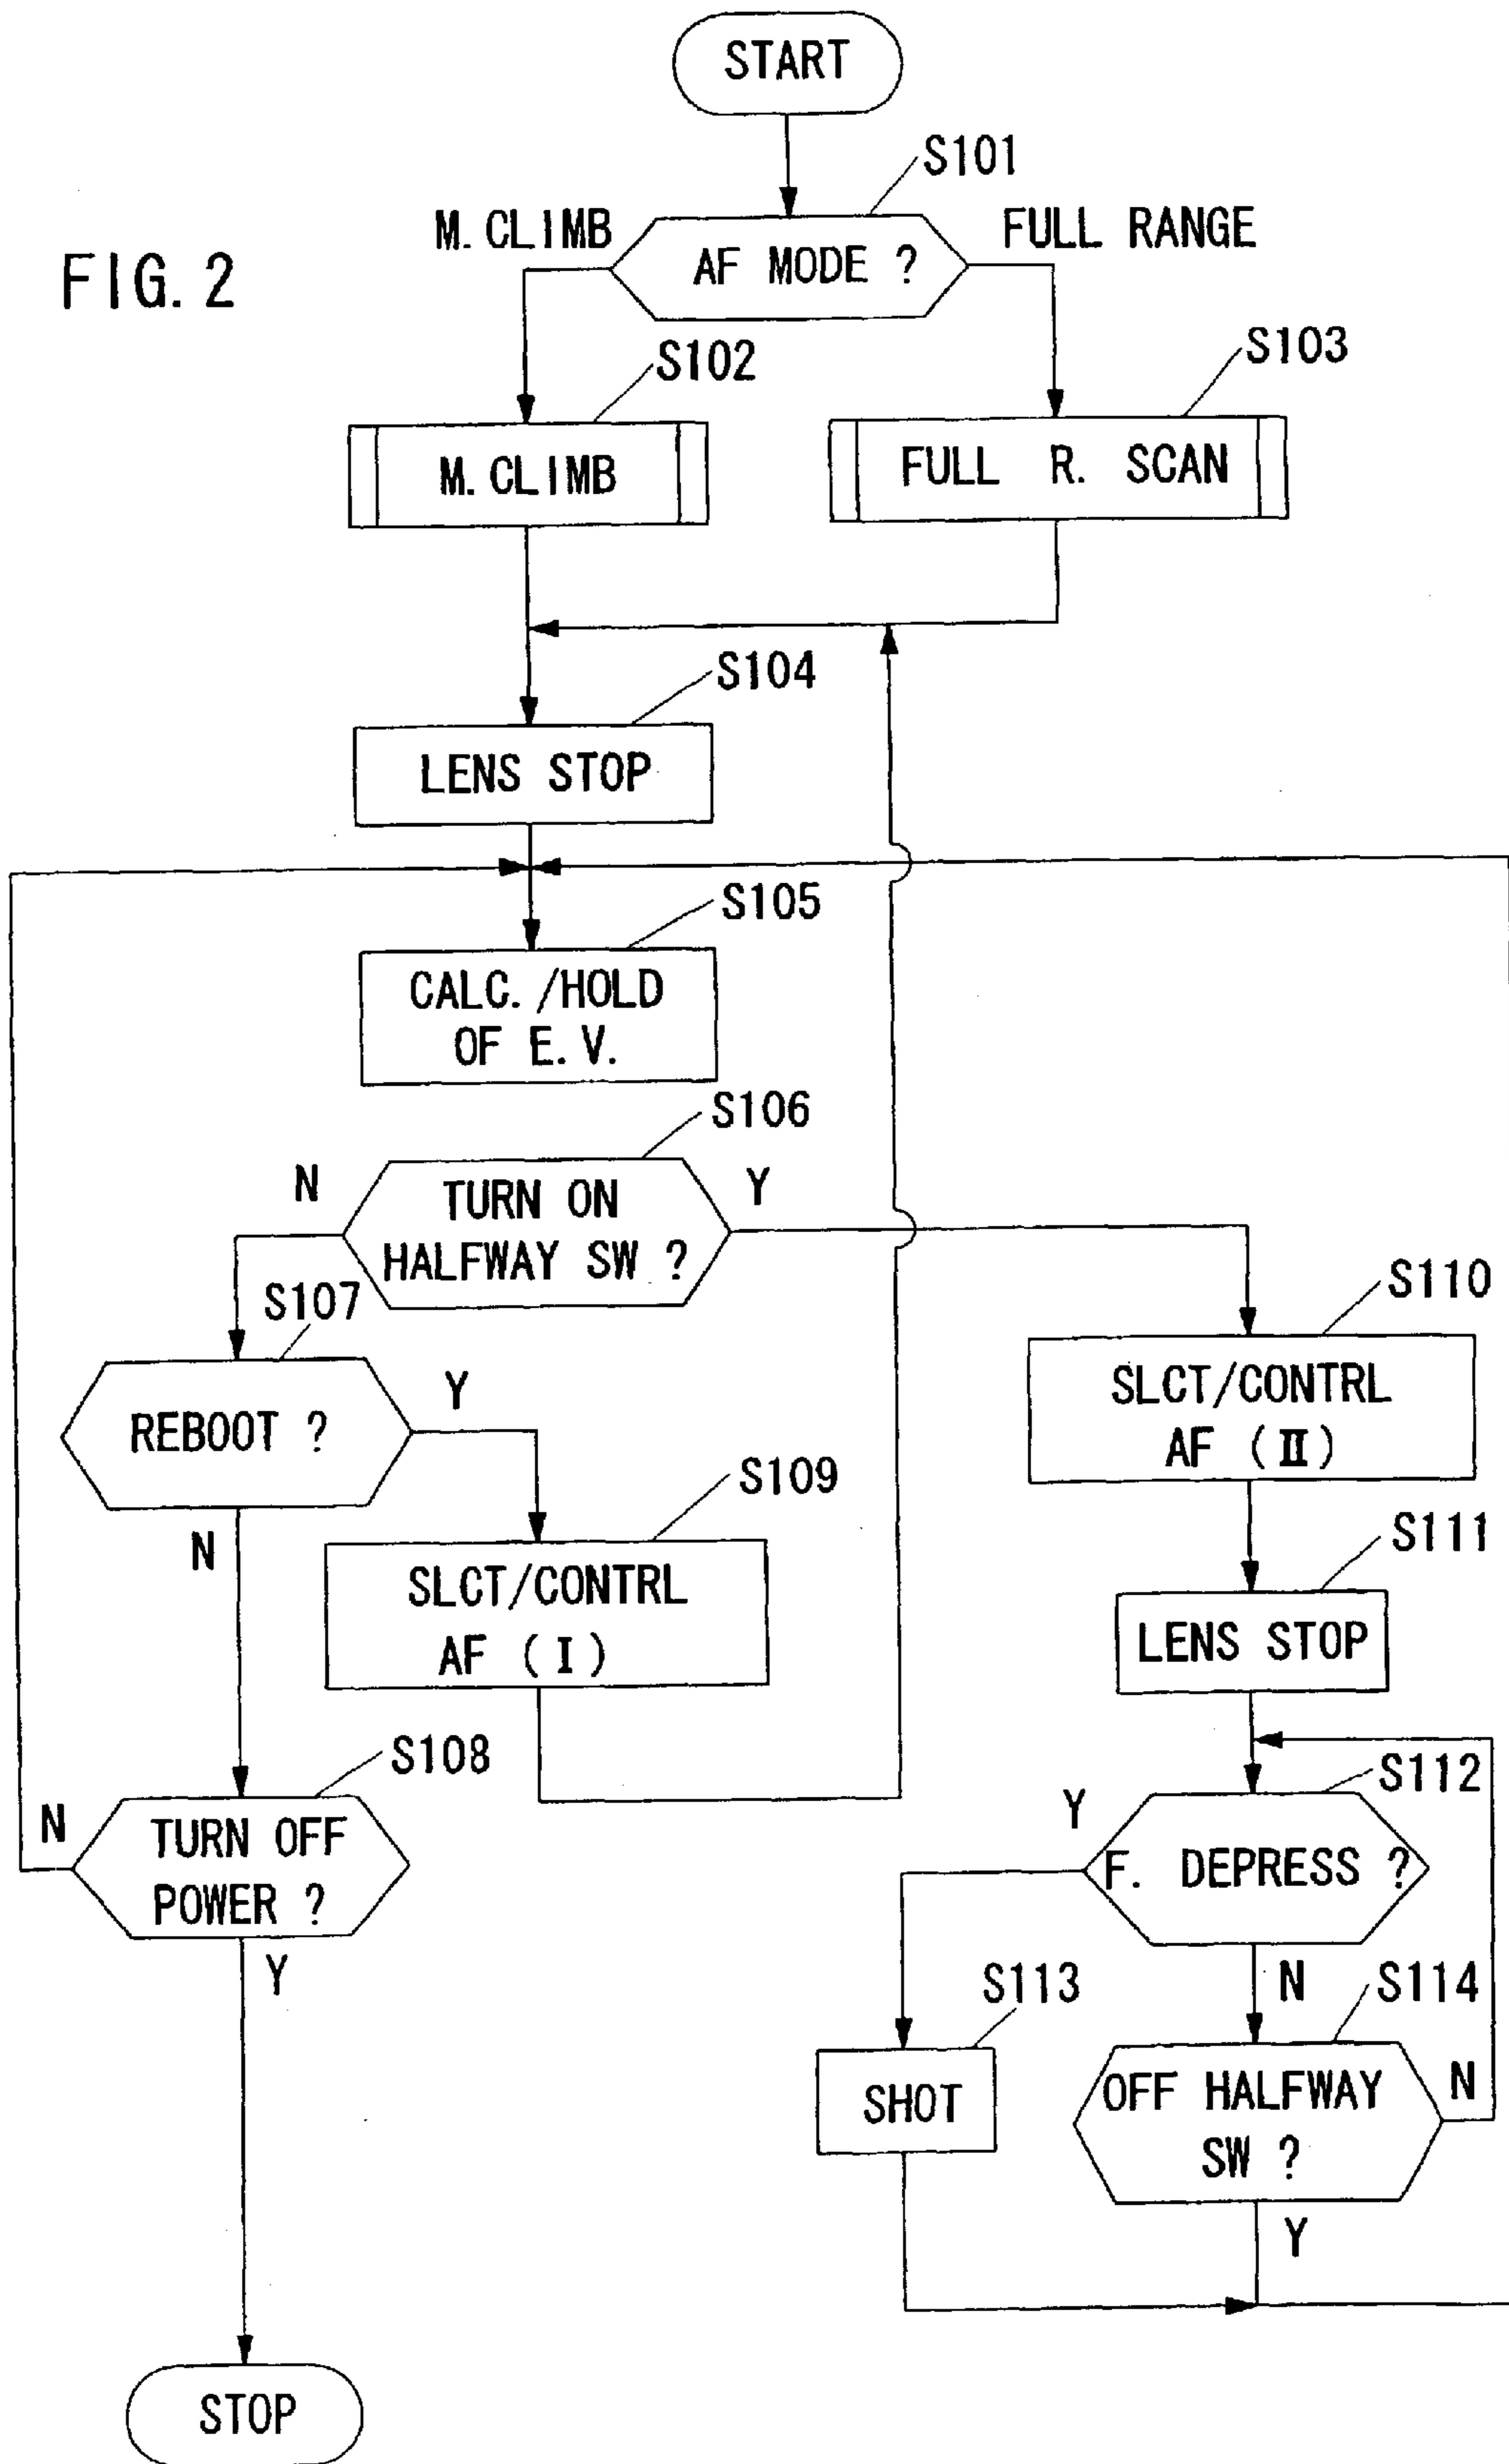 FIG. 2
START
S101
M. CLIMB
FULL RANGE
AF MODE ?
S102
S103
M. CLIMB
FULL R. SCAN
S104
LENS STOP
S105
CALC. /HOLD
OF E. V.
S106
N
Y
TURN ON
HALFWAY SW ?
S107
S110
REBOOT ?
Y
SLCT/CONTRL
AF (II)
N
S109
SLCT/CONTRL
AF (I)
S111
LENS STOP
S108
N
TURN OFF
POWER ?
Y
S112
Y
F. DEPRESS ?
N
S113
S114
SHOT
OFF HALFWAY
SW ?
N
Y
STOP